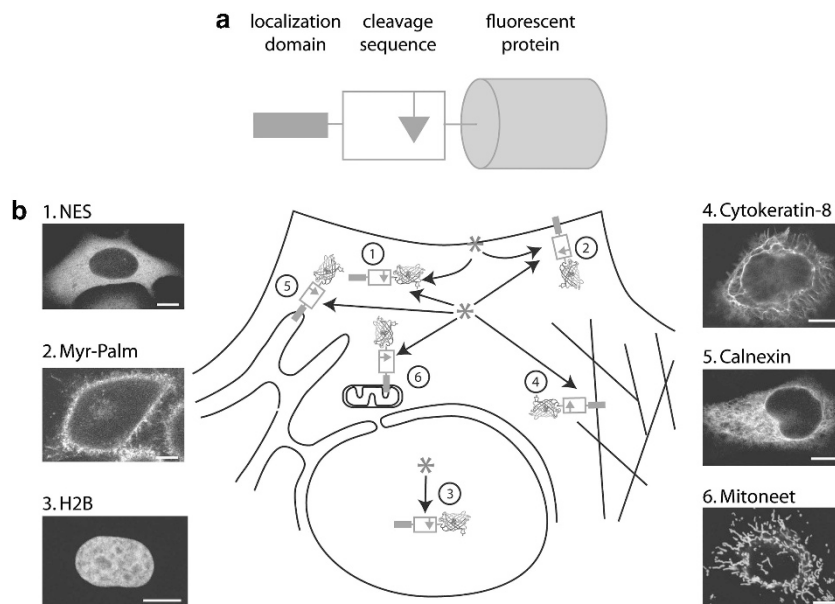 a
localization domain
cleavage sequence
fluorescent protein
b
1. NES
2. Myr-Palm
3. H2B
1
2
5
6
4
3
4. Cytokeratin-8
5. Calnexin
6. Mitoneet